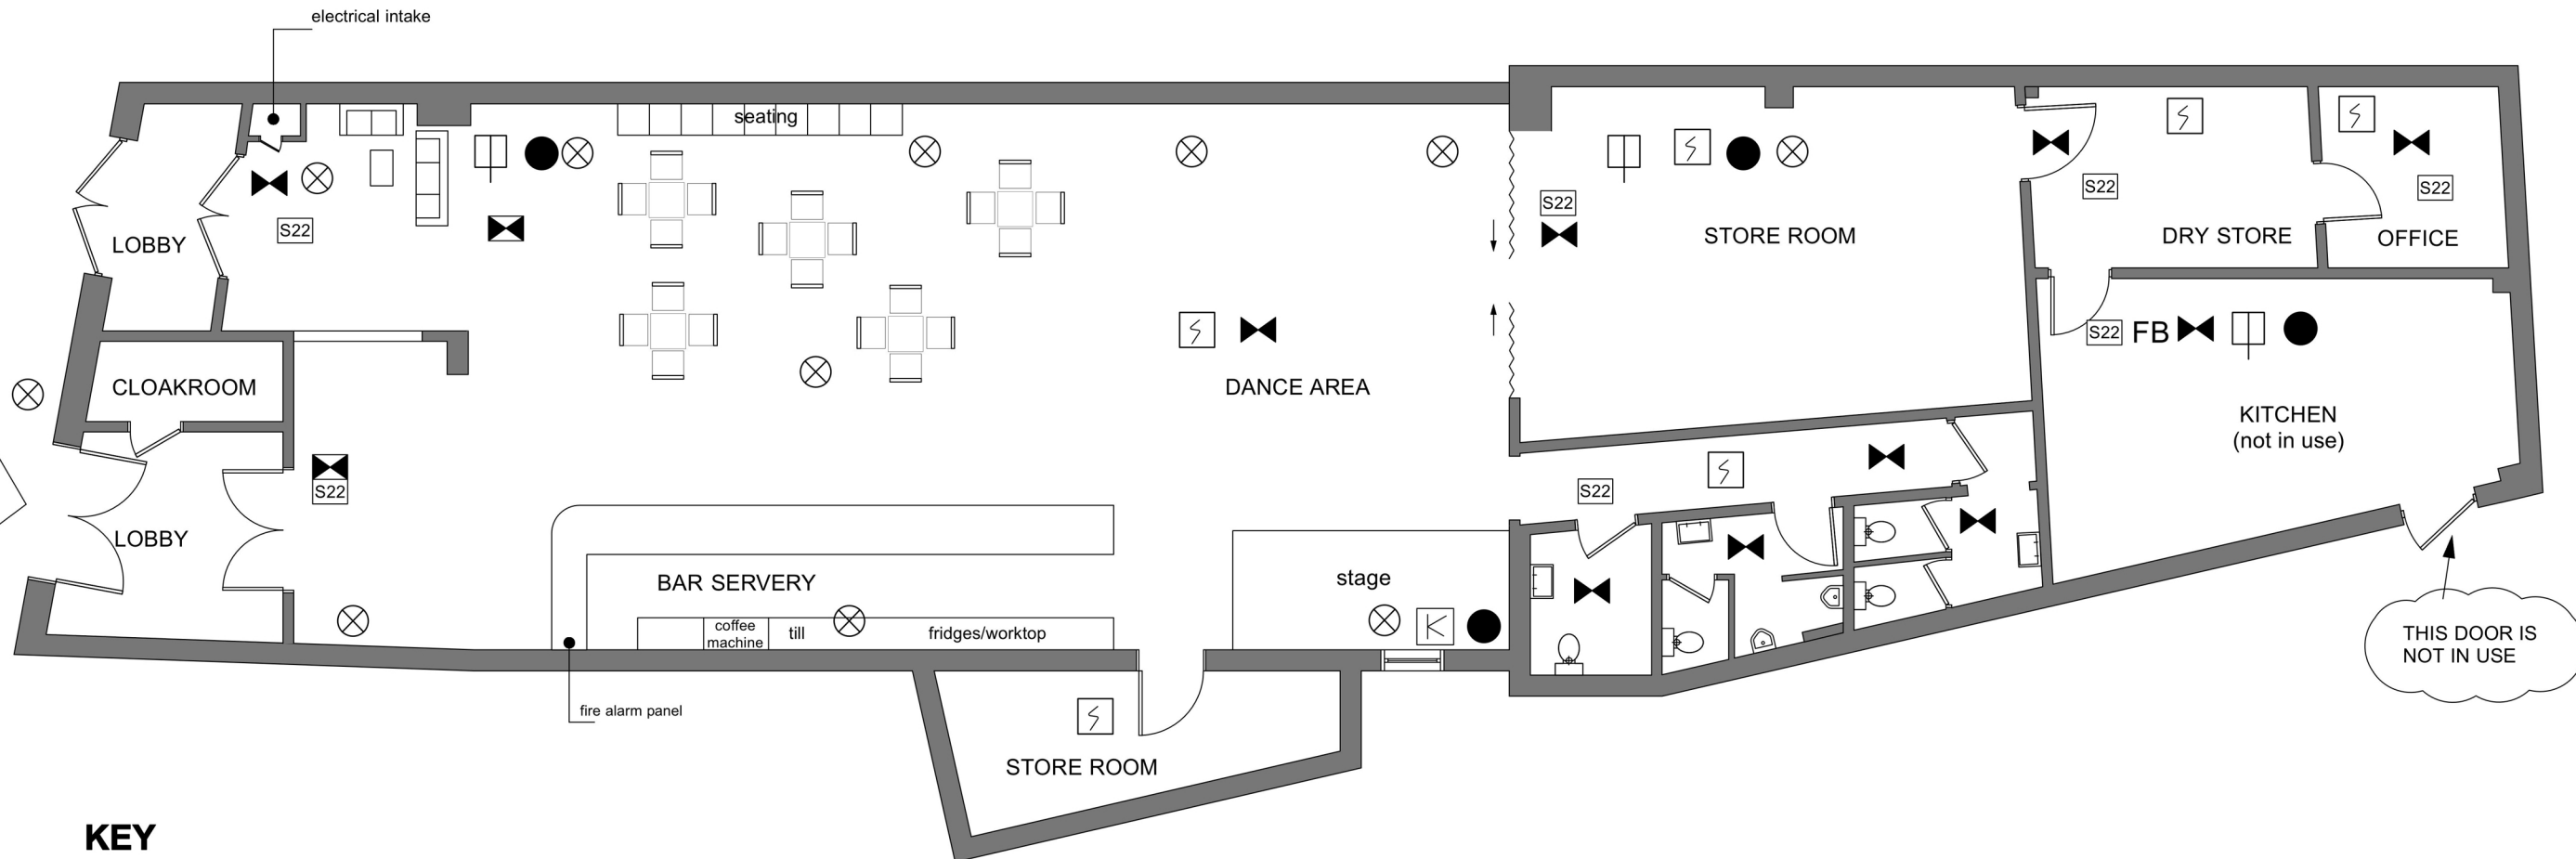 electrical intake
seating
S22
LOBBY
CLOAKROOM
S22
LOBBY
BAR SERVERY
coffee
machine
till
fridges/worktop
fire alarm panel
DANCE AREA
stage
STORE ROOM
S22
STORE ROOM
S22
S22
DRY STORE
S22
OFFICE
S22
FB
KITCHEN
(not in use)
THIS DOOR IS
NOT IN USE
KEY